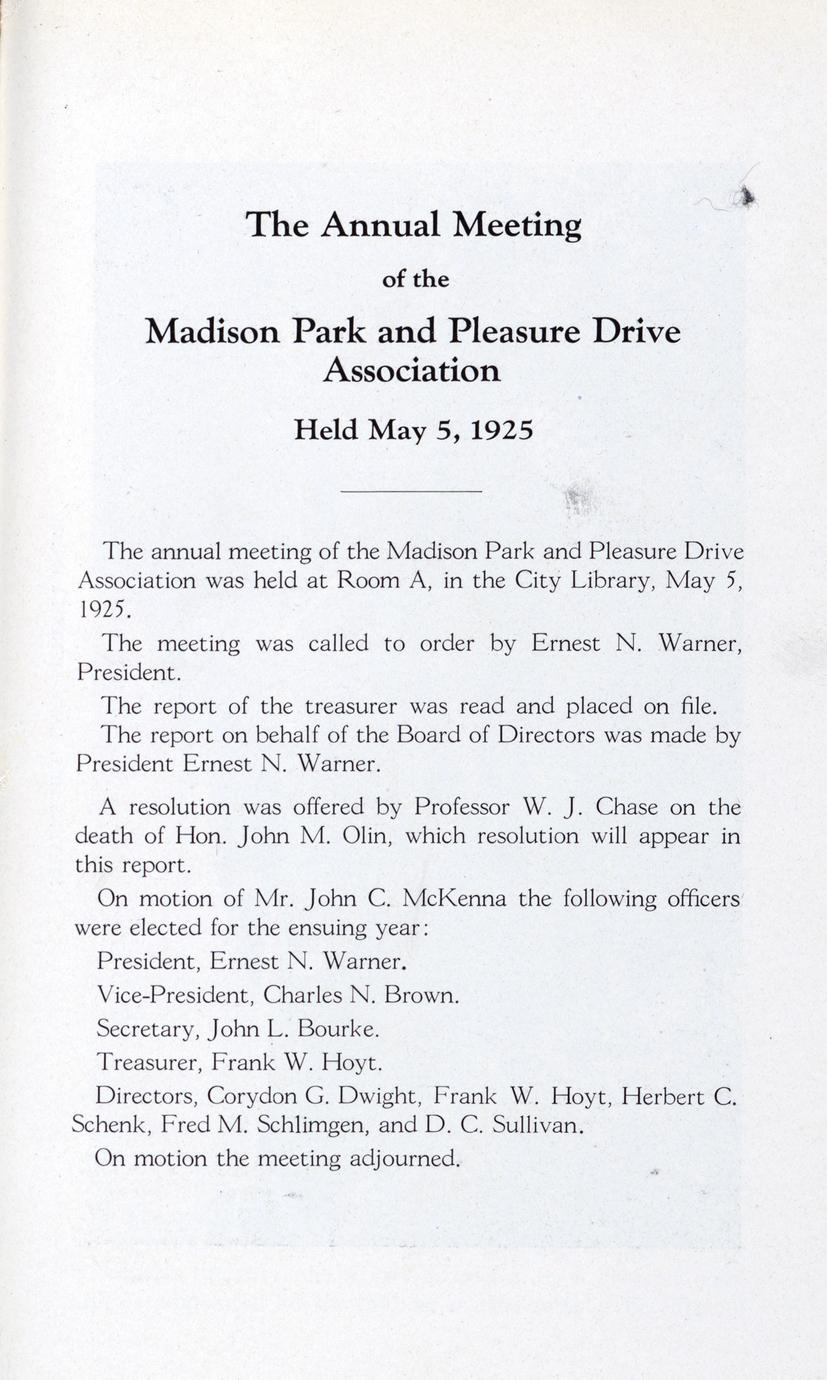 The Annual Meeting
of the
Madison Park and Pleasure Drive
Association
Held May 5, 1925
The annual meeting of the Madison Park and Pleasure Drive
Association was held at Room A, in the City Library, May 5,
1925.
The meeting was called to order by Ernest N. Warner,
President.
The report of the treasurer was read and placed on file.
The report on behalf of the Board of Directors was made by
President Ernest N. Warner.
A resolution was offered by Professor W. J. Chase on the
death of Hon. John M. Olin, which resolution will appear in
this report.
On motion of Mr. John C. McKenna the following officers
were elected for the ensuing year:
President, Ernest N. Warner.
Vice-President, Charles N. Brown.
Secretary, John L. Bourke.
Treasurer, Frank W. Hoyt.
Directors, Corydon G. Dwight, Frank W. Hoyt, Herbert C.
Schenk, Fred M. Schlimgen, and D. C. Sullivan.
On motion the meeting adjourned.